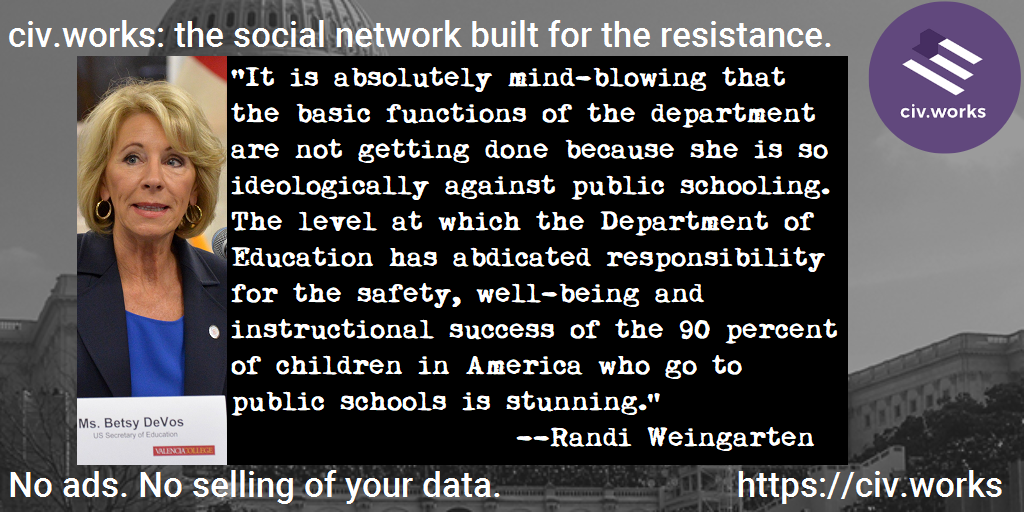 civ.works: the social network built for the resistance.
civ.works
"It is absolutely mind-blowing that
the basic functions of the department
are not getting done because she is so
ideologically against public schooling.
The level at which the Department of
Education has abdicated responsibility
for the safety, well-being and
instructional success of the 90 percent
of children in America who go to
public schools is stunning."
--Randi Weingarten
Ms. Betsy DeVos
US Secretary of Education
VALENCIA COLLEGE
No ads. No selling of your data.
https://civ.works